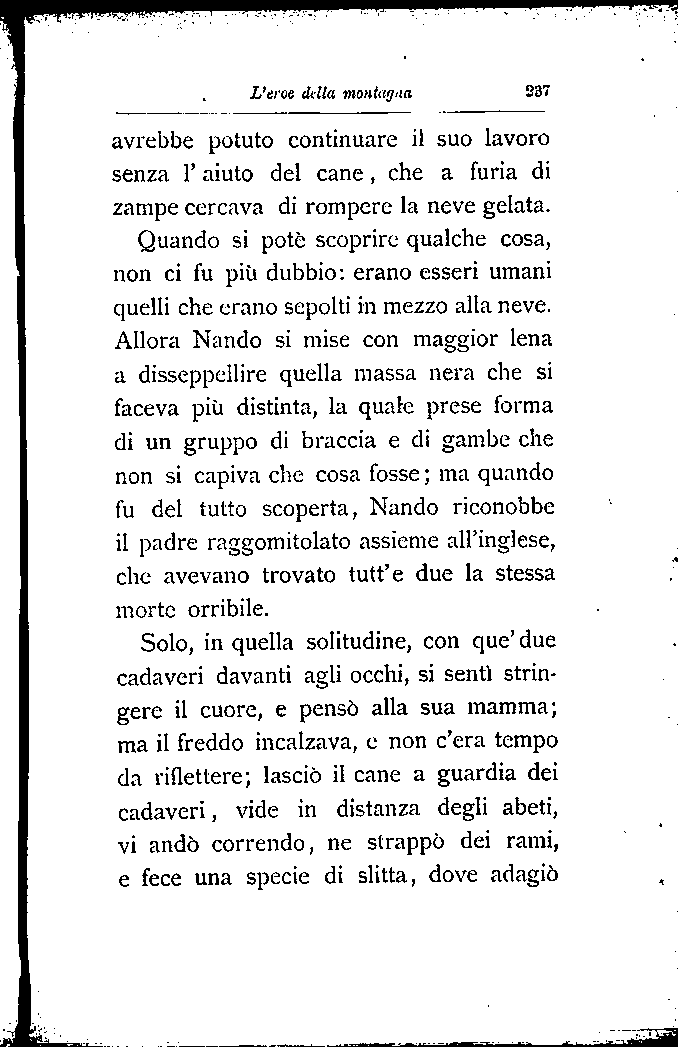 L'eroe della montagna 237
avrebbe potuto continuare il suo lavoro
senza l'aiuto del cane, che a furia di
zampe cercava di rompere la neve gelata.
Quando si potè scoprire qualche cosa,
non ci fu più dubbio: erano esseri umani
quelli che erano sepolti in mezzo alla neve.
Allora Nando si mise con maggior lena
a disseppellire quella massa nera che si
faceva più distinta, la quale prese forma
di un gruppo di braccia e di gambe che
non si capiva che cosa fosse; ma quando
fu del tutto scoperta, Nando riconobbe
il padre raggomitolato assieme all'inglese,
che avevano trovato tutt'e due la stessa
morte orribile.
Solo, in quella solitudine, con que' due
cadaveri davanti agli occhi, si sentì strin-
gere il cuore, e pensò alla sua mamma;
ma il freddo incalzava, e non c'era tempo
da riflettere; lasciò il cane a guardia dei
cadaveri, vide in distanza degli abeti,
vi andò correndo, ne strappò dei rami,
e fece una specie di slitta, dove adagiò